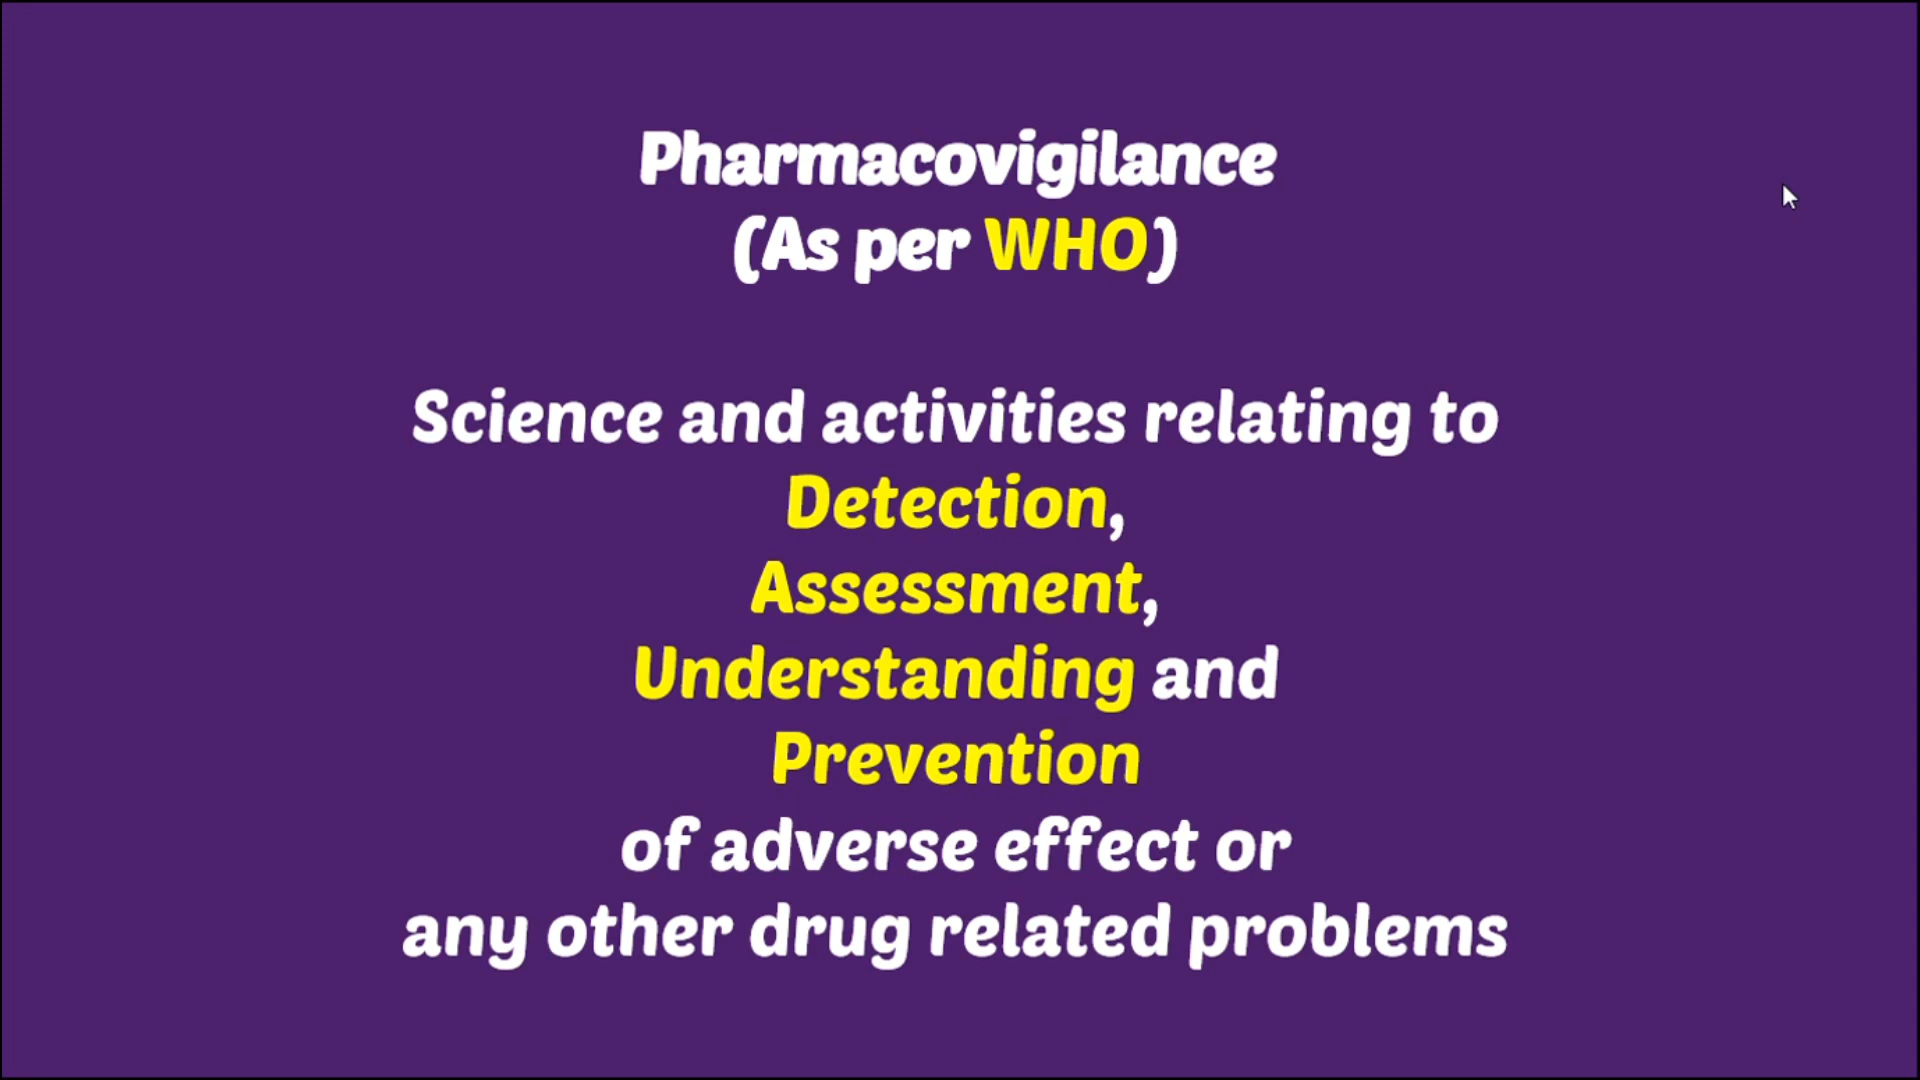 Pharmacovigilance
(As per WHO)
Science and activities relating to
Detection,
Assessment,
Understanding and
Prevention
of adverse effect or
any other drug related problems